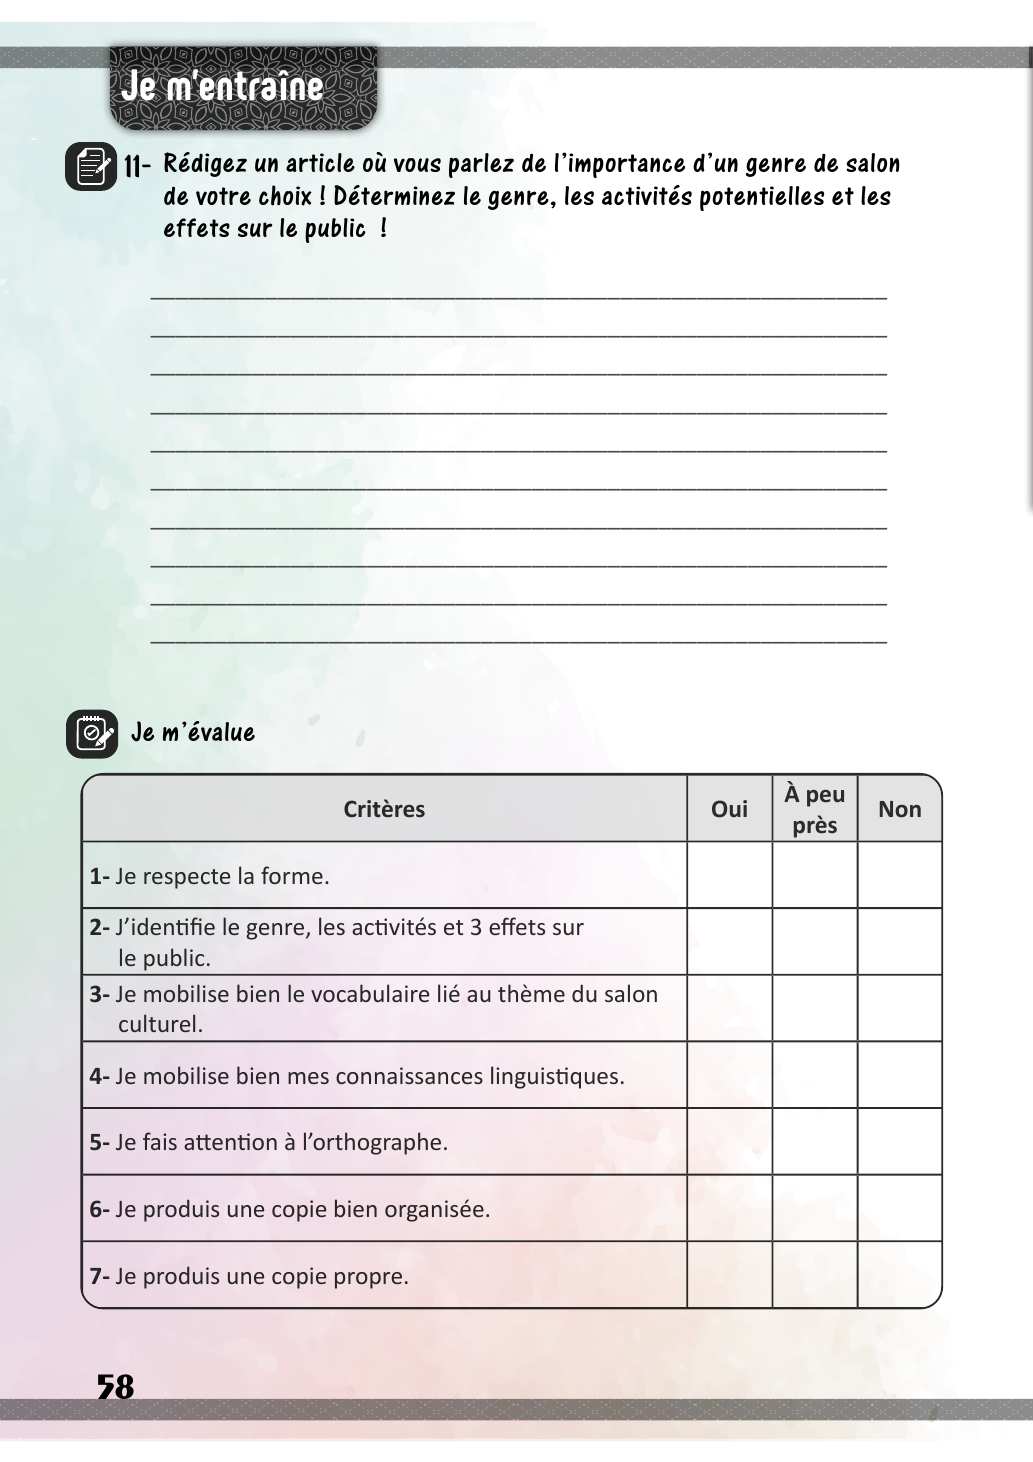 Je m'entraîne
11- Rédigez un article où vous parlez de l'importance d'un genre de salon
de votre choix ! Déterminez le genre, les activités potentielles et les
effets sur le public !
Je m'évalue
Critères Oui À peu près Non
1- Je respecte la forme.
2- J'identifie le genre, les activités et 3 effets sur
le public.
3- Je mobilise bien le vocabulaire lié au thème du salon
culturel.
4- Je mobilise bien mes connaissances linguistiques.
5- Je fais attention à l'orthographe.
6- Je produis une copie bien organisée.
7- Je produis une copie propre.
58